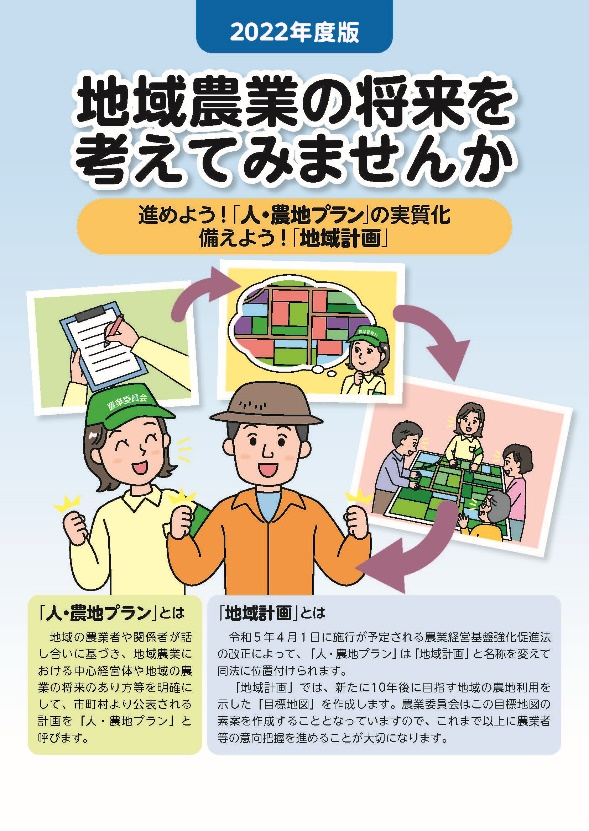 2022年度版
地域農業の将来を
考えてみませんか
進めよう！「人・農地プラン」の実質化
備えよう！「地域計画」
農業委員会
「人・農地プラン」とは
地域の農業者や関係者が話
し合いに基づき、地域農業に
おける中心経営体や地域の農
業の将来のあり方等を明確に
して、市町村より公表される
計画を「人・農地プラン」と
呼びます。
「地域計画」とは
令和５年４月１日に施行が予定される農業経営基盤強化促進法
の改正によって、「人・農地プラン」は「地域計画」と名称を変えて
同法に位置付けられます。
「地域計画」では、新たに10年後に目指す地域の農地利用を
示した「目標地図」を作成します。農業委員会はこの目標地図の
素案を作成することとなっていますので、これまで以上に農業者
等の意向把握を進めることが大切になります。